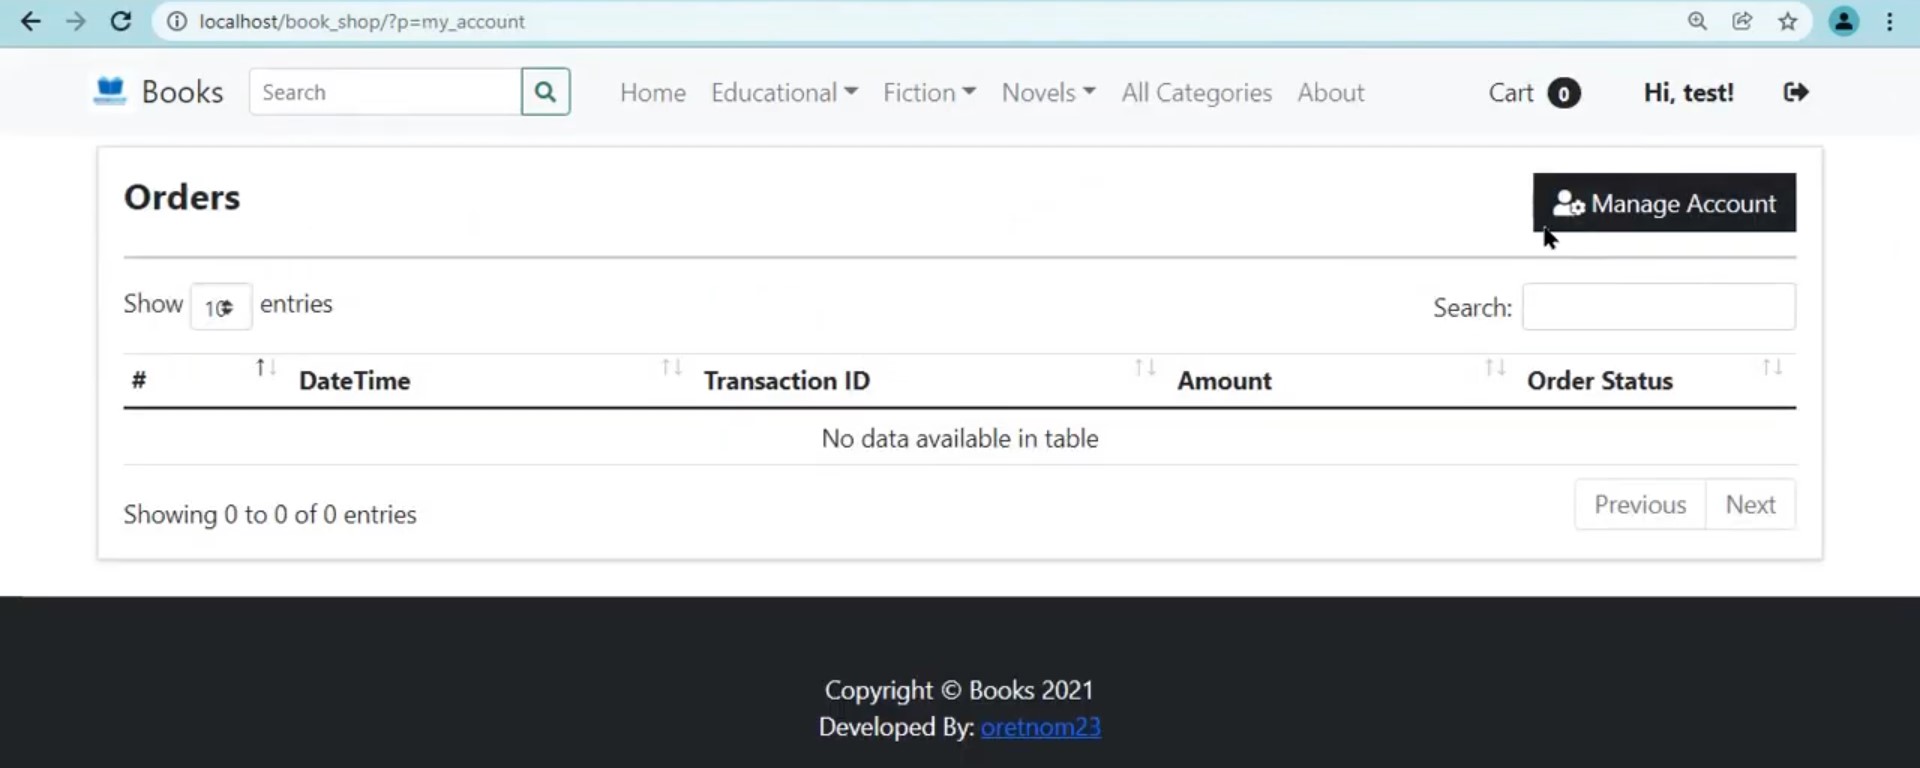 localhost/book_shop/?p=my_account
Books Search Home Educational Fiction Novels All Categories About Cart 0 Hi, test!
Orders
Manage Account
Show 10 entries
Search:
# DateTime Transaction ID Amount Order Status
No data available in table
Showing 0 to 0 of 0 entries
Previous Next
Copyright © Books 2021
Developed By: oretnom23